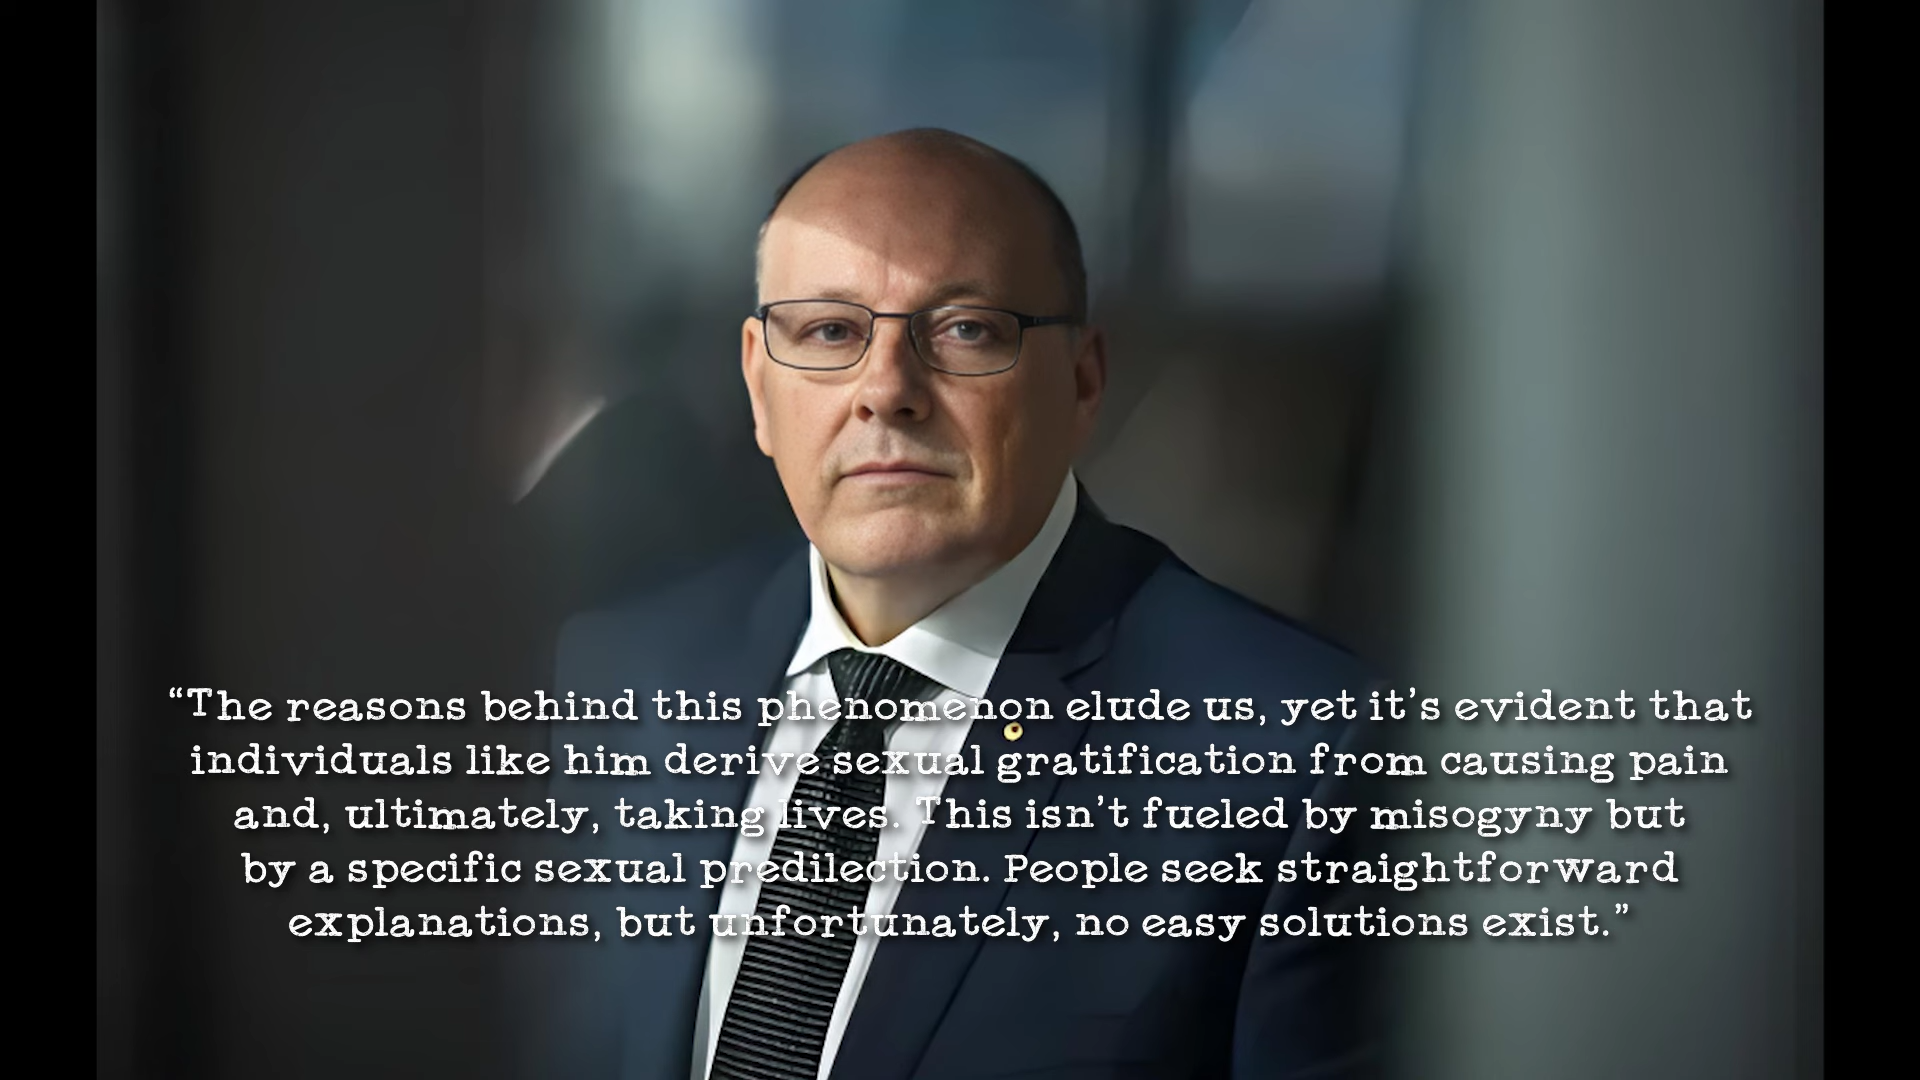 “The reasons behind this phenomenon elude us, yet it’s evident that
individuals like him derive sexual gratification from causing pain
and, ultimately, taking lives. This isn’t fueled by misogyny but
by a specific sexual predilection. People seek straightforward
explanations, but unfortunately, no easy solutions exist.”